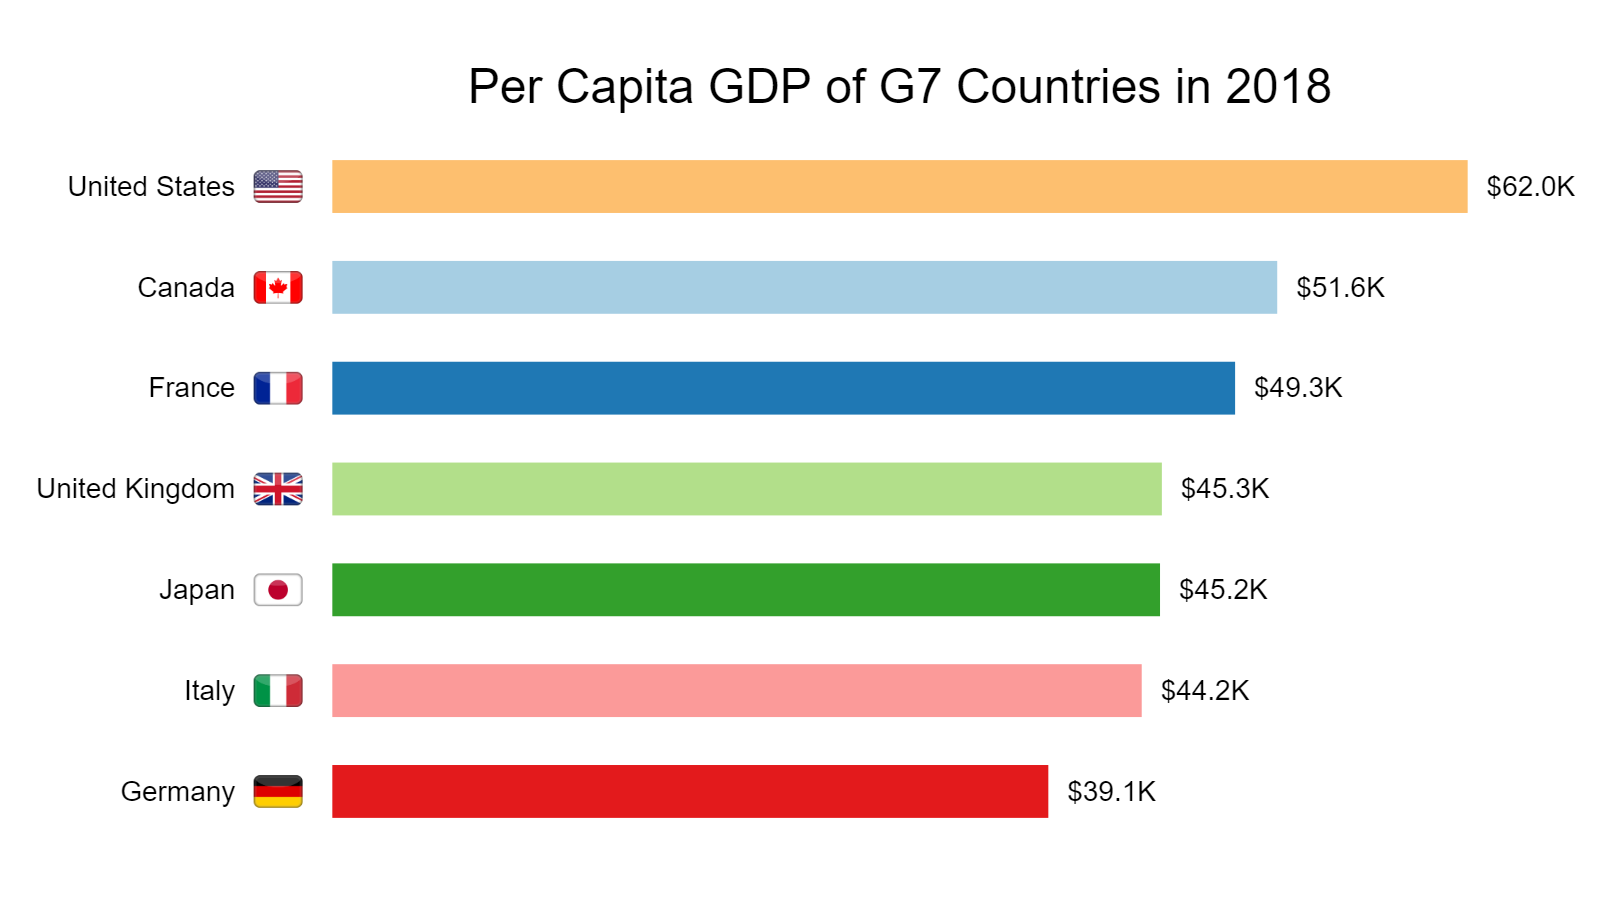 Per Capita GDP of G7 Countries in 2018
United States $62.0K
Canada $51.6K
France $49.3K
United Kingdom $45.3K
Japan $45.2K
Italy $44.2K
Germany $39.1K